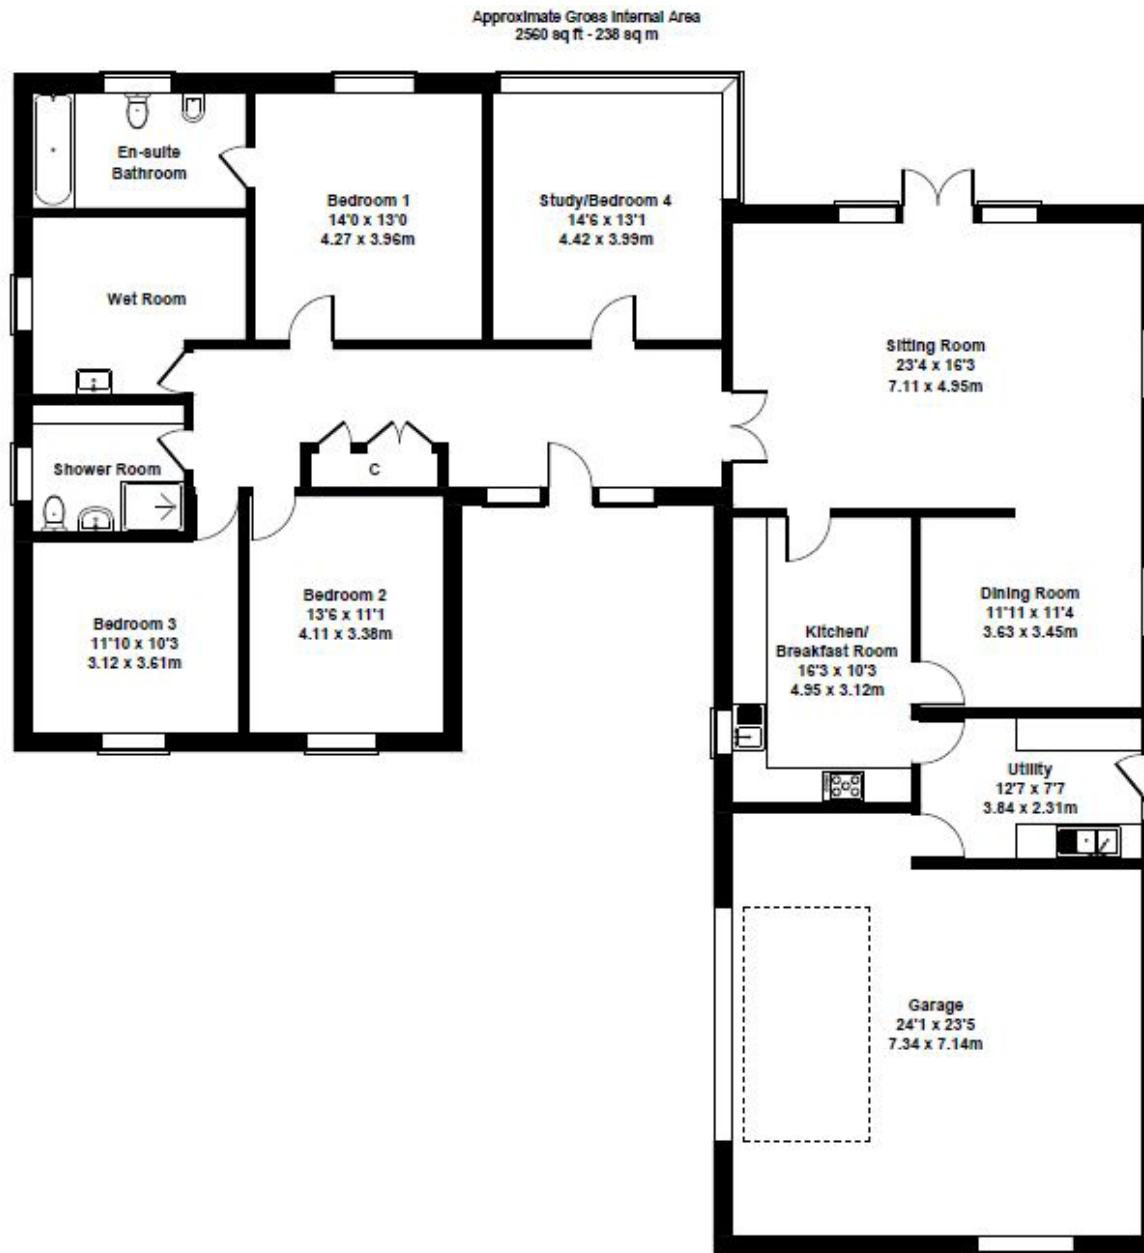 Approximate Gross Internal Area
2560 sq ft - 238 sq m
En-suite
Bathroom
Bedroom 1
14'0 x 13'0
4.27 x 3.96m
Study/Bedroom 4
14'6 x 13'1
4.42 x 3.99m
Wet Room
Sitting Room
23'4 x 16'3
7.11 x 4.95m
Shower Room
C
Bedroom 3
11'10 x 10'3
3.12 x 3.61m
Bedroom 2
13'6 x 11'1
4.11 x 3.38m
Dining Room
11'11 x 11'4
3.63 x 3.45m
Kitchen/
Breakfast Room
16'3 x 10'3
4.95 x 3.12m
Utility
12'7 x 7'7
3.84 x 2.31m
Garage
24'1 x 23'5
7.34 x 7.14m